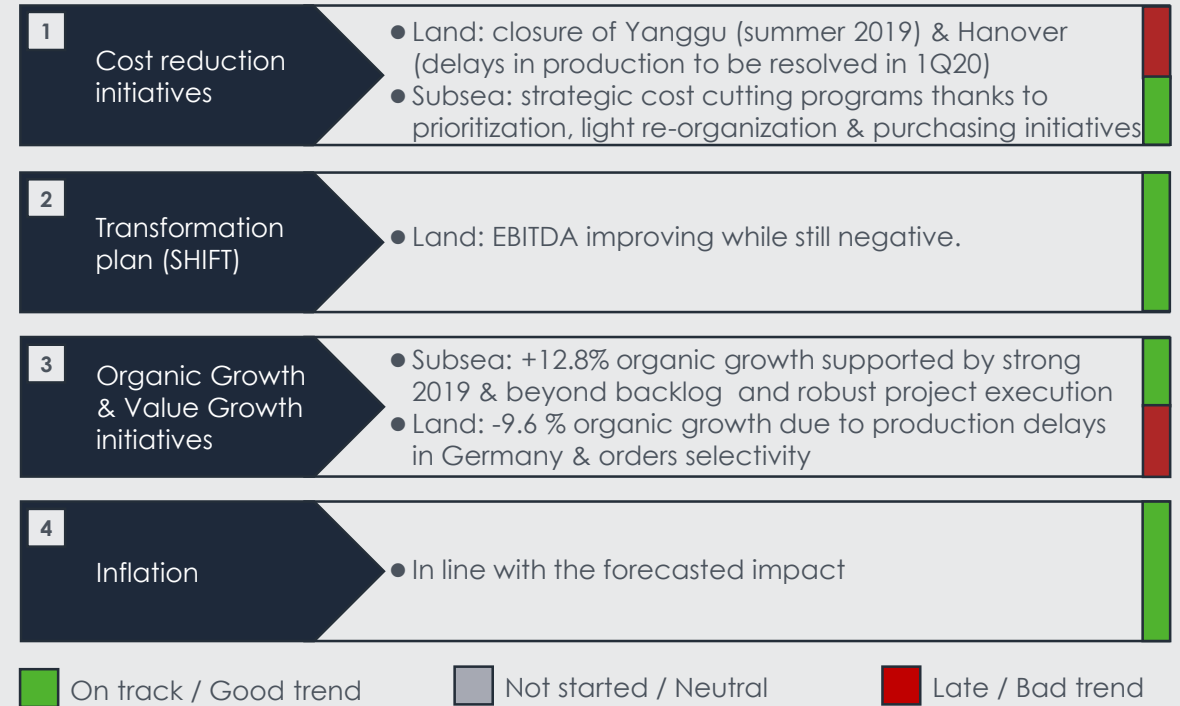 1
Cost reduction
initiatives
● Land: closure of Yanggu (summer 2019) & Hanover
(delays in production to be resolved in 1Q20)
● Subsea: strategic cost cutting programs thanks to
prioritization, light re-organization & purchasing initiatives
2
Transformation
plan (SHIFT)
● Land: EBITDA improving while still negative.
3
Organic Growth
& Value Growth
initiatives
● Subsea: +12.8% organic growth supported by strong
2019 & beyond backlog and robust project execution
● Land: -9.6 % organic growth due to production delays
in Germany & orders selectivity
4
Inflation
● In line with the forecasted impact
On track / Good trend
Not started / Neutral
Late / Bad trend